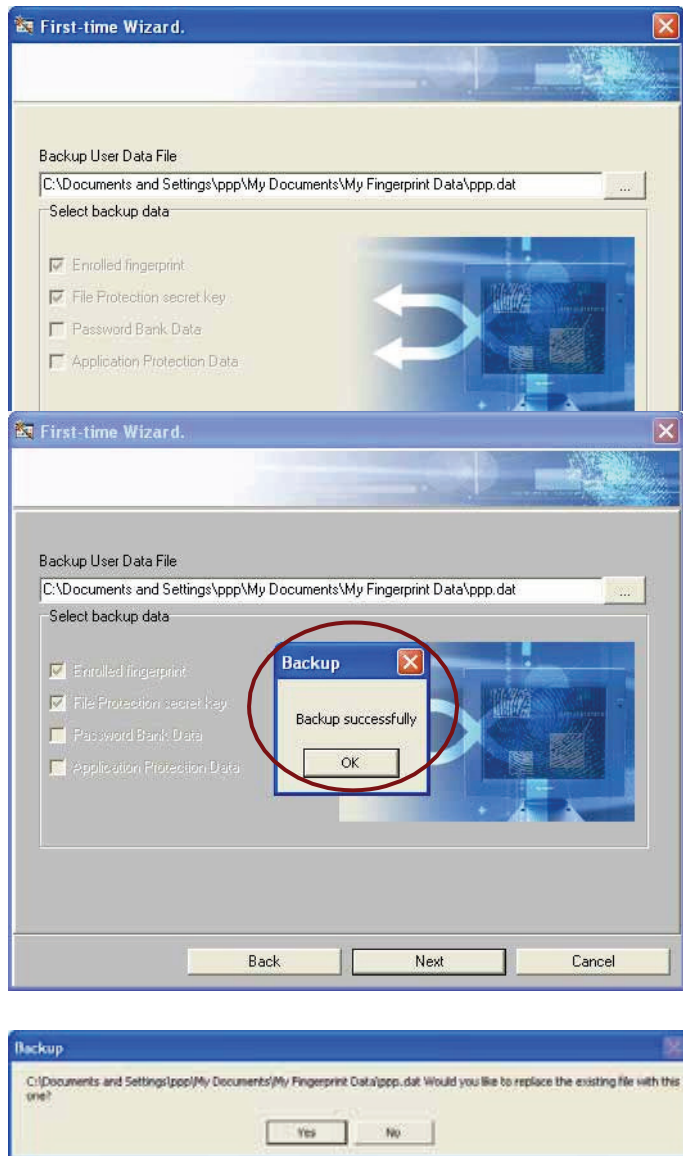 First-time Wizard.
Backup User Data File
C:\Documents and Settings\ppp\My Documents\My Fingerprint Data\ppp.dat
...
Select backup data
Enrolled fingerprint
File Protection secret key
Password Bank Data
Application Protection Data
First-time Wizard.
Backup User Data File
C:\Documents and Settings\ppp\My Documents\My Fingerprint Data\ppp.dat
...
Select backup data
Enrolled fingerprint
File Protection secret key
Password Bank Data
Application Protection Data
Backup
Backup successfully
OK
Back
Next
Cancel
Backup
C:\Documents and Settings\ppp\My Documents\My Fingerprint Data\ppp.dat Would you like to replace the existing file with this
one?
Yes
No